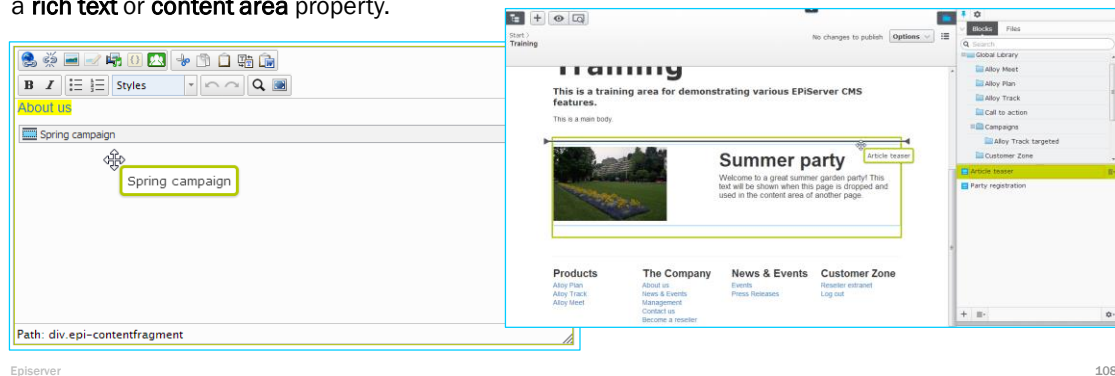 a rich text or content area property.
B I
Styles
About us
Spring campaign
Spring campaign
Path: div.epi-contentfragment
Start >
Training
No changes to publish
Options
Training
This is a training area for demonstrating various EPiServer CMS
features.
This is a main body
Article teaser
Summer party
Welcome to a great summer garden party! This
text will be shown when this page is dropped and
used in the content area of another page.
Products
Alloy Plan
Alloy Track
Alloy Meet
The Company
About us
News & Events
Management
Contact us
Become a reseller
News & Events
Events
Press Releases
Customer Zone
Reseller extranet
Log out
Blocks
Files
Search
Global Library
Alloy Meet
Alloy Plan
Alloy Track
Call to action
Campaigns
Alloy Track targeted
Customer Zone
Article teaser
Party registration
Episerver
108